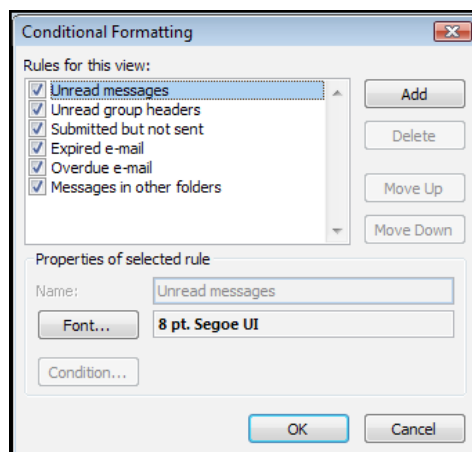 Conditional Formatting
Rules for this view:
Unread messages
Unread group headers
Submitted but not sent
Expired e-mail
Overdue e-mail
Messages in other folders
Add
Delete
Move Up
Move Down
Properties of selected rule
Name: Unread messages
Font... 8 pt. Segoe UI
Condition...
OK Cancel